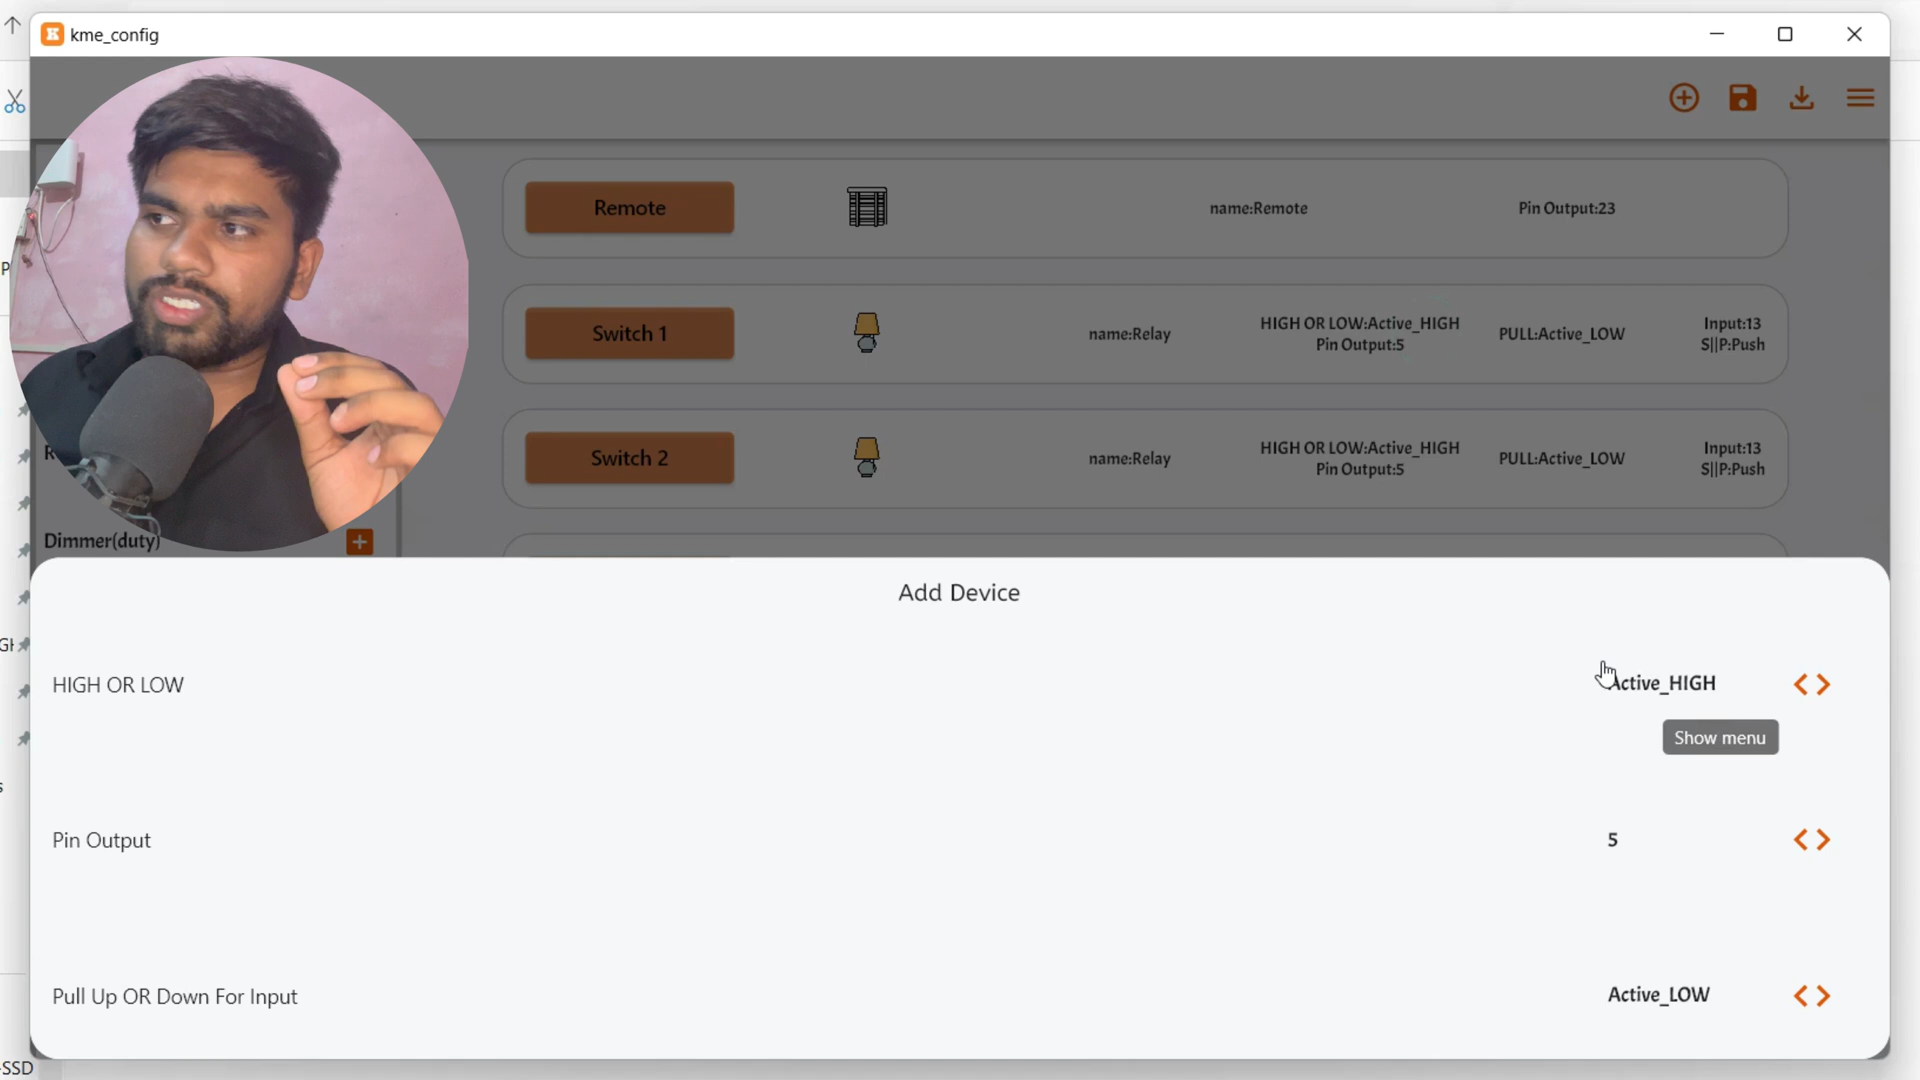 kme_config
Remote
name:Remote
Pin Output:23
Switch 1
name:Relay
HIGH OR LOW:Active_HIGH
Pin Output:5
PULL:Active_LOW
Input:13
S||P:Push
Switch 2
name:Relay
HIGH OR LOW:Active_HIGH
Pin Output:5
PULL:Active_LOW
Input:13
S||P:Push
Dimmer(duty)
Add Device
HIGH OR LOW
Active_HIGH
Show menu
Pin Output
5
Pull Up OR Down For Input
Active_LOW
-SSD